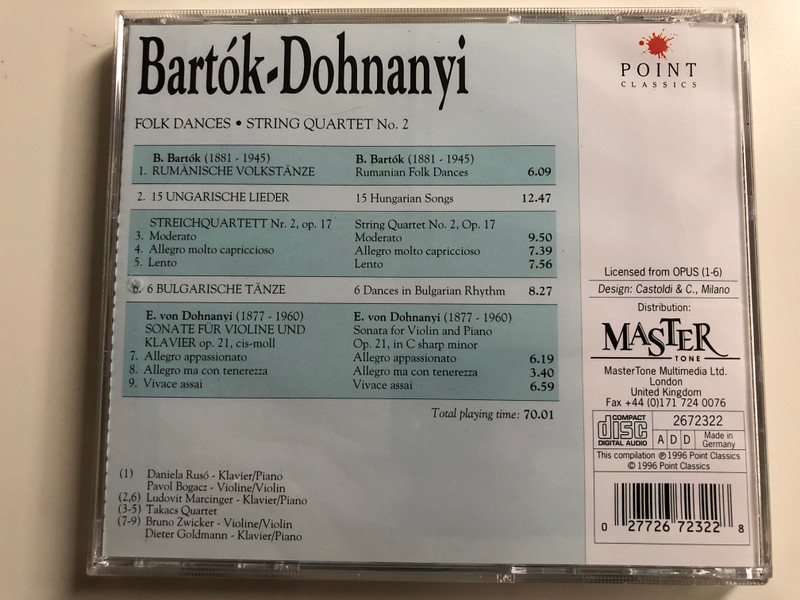 Bartók-Dohnanyi
FOLK DANCES • STRING QUARTET No. 2
B. Bartók (1881 - 1945) B. Bartók (1881 - 1945)
1. RUMÄNISCHE VOLKSTÄNZE Rumanian Folk Dances 6.09
2. 15 UNGARISCHE LIEDER 15 Hungarian Songs 12.47
STREICHQUARTETT Nr. 2, op. 17 String Quartet No. 2, Op. 17
3. Moderato Moderato 9.50
4. Allegro molto capriccioso Allegro molto capriccioso 7.39
5. Lento Lento 7.56
6. 6 BULGARISCHE TÄNZE 6 Dances in Bulgarian Rhythm 8.27
E. von Dohnanyi (1877 - 1960) E. von Dohnanyi (1877 - 1960)
SONATE FÜR VIOLINE UND Sonata for Violin and Piano
KLAVIER op. 21, cis-moll Op. 21, in C sharp minor
7. Allegro appassionato Allegro appassionato 6.19
8. Allegro ma con tenerezza Allegro ma con tenerezza 3.40
9. Vivace assai Vivace assai 6.59
Total playing time: 70.01
(1) Daniela Rusó - Klavier/Piano
Pavol Bogacz - Violine/Violin
(2,6) Ludovit Marcinger - Klavier/Piano
(3-5) Takacs Quartet
(7-9) Bruno Zwicker - Violine/Violin
Dieter Goldmann - Klavier/Piano
POINT
CLASSICS
Licensed from OPUS (1-6)
Design: Castoldi & C., Milano
Distribution:
MASTER
TONE
MasterTone Multimedia Ltd.
London
United Kingdom
Fax +44 (0)171 724 0076
COMPACT
disc
DIGITAL AUDIO
2672322
A D D
Made in
Germany
This compilation ℗ 1996 Point Classics
© 1996 Point Classics
0 27726 72322 8